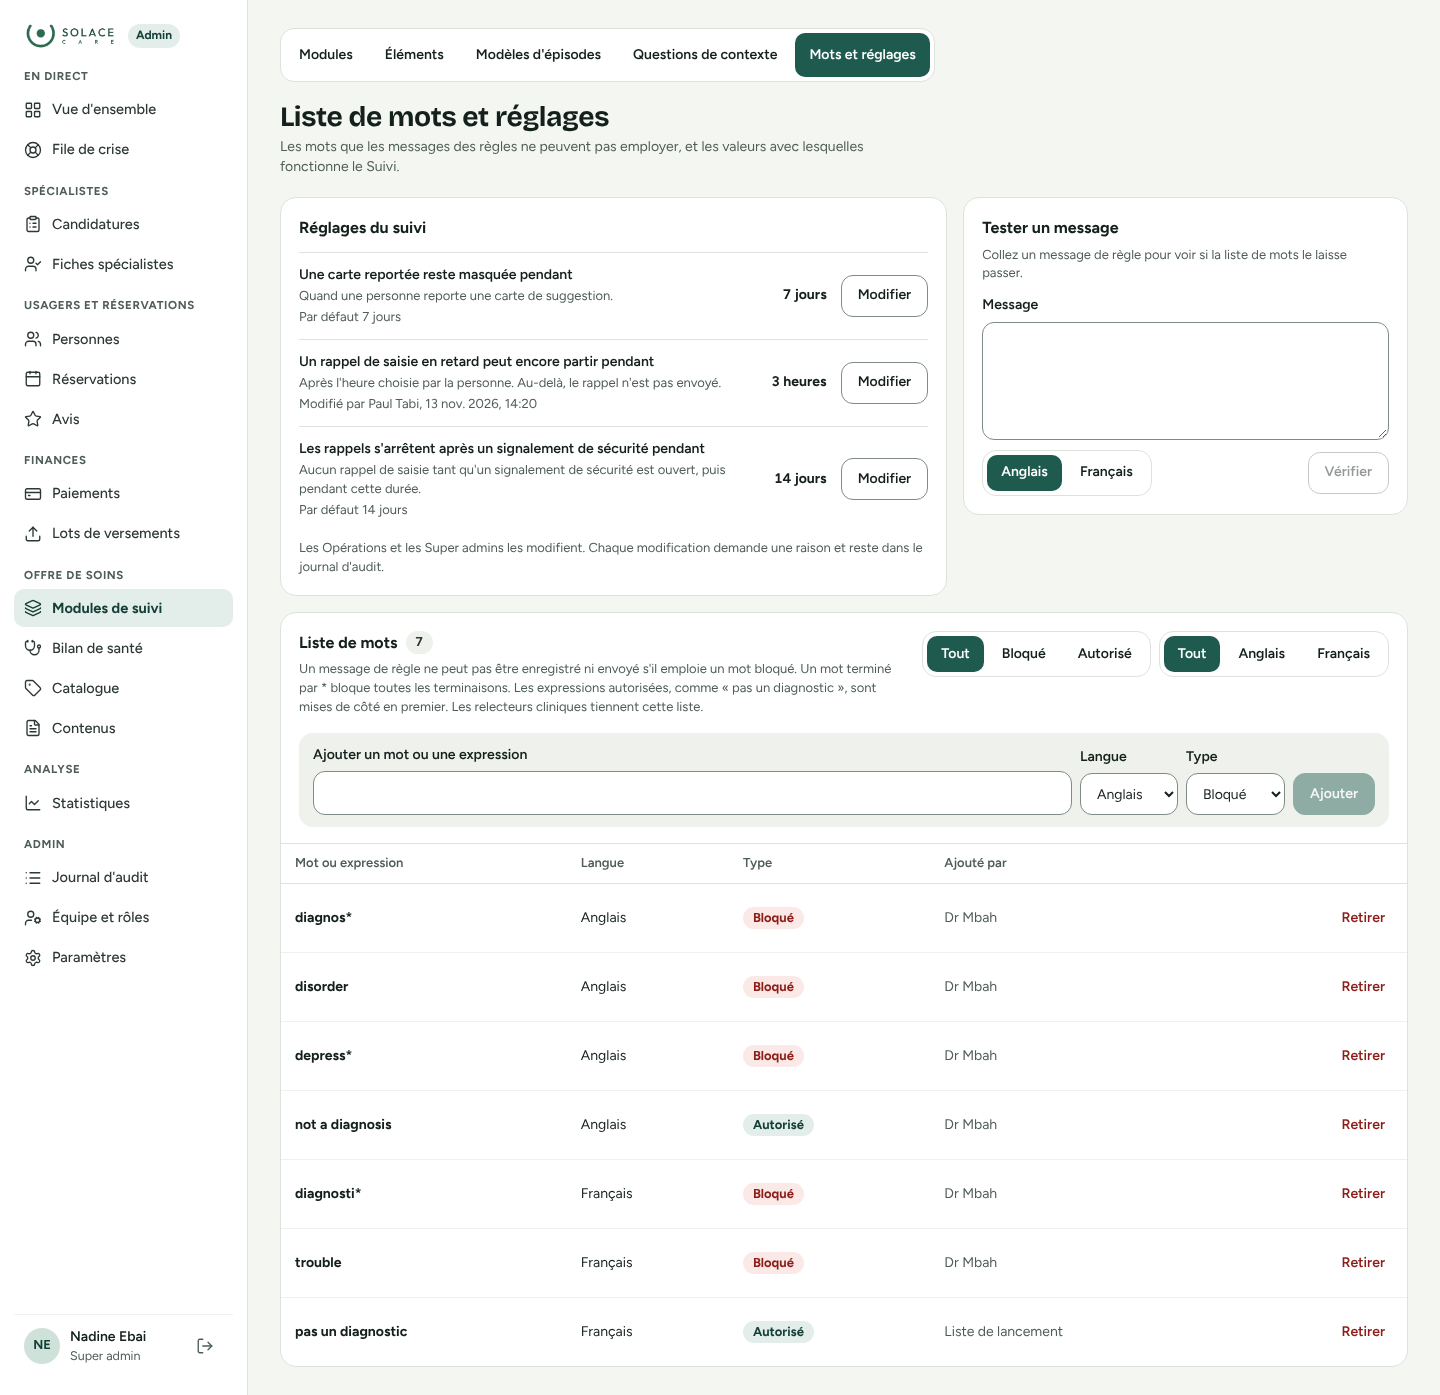 SOLACE
CARE
Admin
EN DIRECT
Vue d'ensemble
File de crise
SPÉCIALISTES
Candidatures
Fiches spécialistes
USAGERS ET RÉSERVATIONS
Personnes
Réservations
Avis
FINANCES
Paiements
Lots de versements
OFFRE DE SOINS
Modules de suivi
Bilan de santé
Catalogue
Contenus
ANALYSE
Statistiques
ADMIN
Journal d'audit
Équipe et rôles
Paramètres
NE
Nadine Ebai
Super admin
Modules Éléments Modèles d'épisodes Questions de contexte Mots et réglages
Liste de mots et réglages
Les mots que les messages des règles ne peuvent pas employer, et les valeurs avec lesquelles
fonctionne le Suivi.
Réglages du suivi
Une carte reportée reste masquée pendant
Quand une personne reporte une carte de suggestion.
Par défaut 7 jours
7 jours Modifier
Un rappel de saisie en retard peut encore partir pendant
Après l'heure choisie par la personne. Au-delà, le rappel n'est pas envoyé.
Modifié par Paul Tabi, 13 nov. 2026, 14:20
3 heures Modifier
Les rappels s'arrêtent après un signalement de sécurité pendant
Aucun rappel de saisie tant qu'un signalement de sécurité est ouvert, puis
pendant cette durée.
Par défaut 14 jours
14 jours Modifier
Les Opérations et les Super admins les modifient. Chaque modification demande une raison et reste dans le
journal d'audit.
Tester un message
Collez un message de règle pour voir si la liste de mots le laisse
passer.
Message
Anglais Français Vérifier
Liste de mots 7
Un message de règle ne peut pas être enregistré ni envoyé s'il emploie un mot bloqué. Un mot terminé
par * bloque toutes les terminaisons. Les expressions autorisées, comme « pas un diagnostic », sont
mises de côté en premier. Les relecteurs cliniques tiennent cette liste.
Tout Bloqué Autorisé Tout Anglais Français
Ajouter un mot ou une expression Langue Type
Anglais Bloqué Ajouter
Mot ou expression Langue Type Ajouté par
diagnos* Anglais Bloqué Dr Mbah Retirer
disorder Anglais Bloqué Dr Mbah Retirer
depress* Anglais Bloqué Dr Mbah Retirer
not a diagnosis Anglais Autorisé Dr Mbah Retirer
diagnosti* Français Bloqué Dr Mbah Retirer
trouble Français Bloqué Dr Mbah Retirer
pas un diagnostic Français Autorisé Liste de lancement Retirer